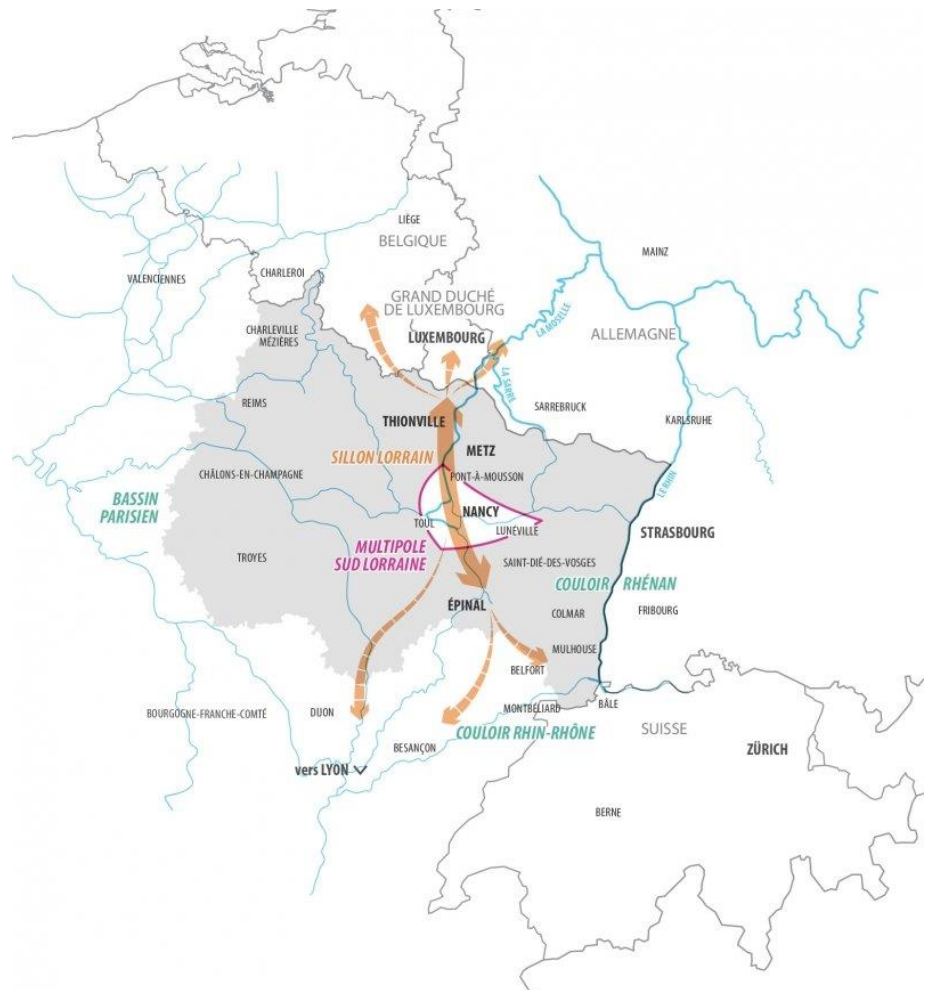 LIÈGE
BELGIQUE
MAINZ
CHARLEROI
VALENCIENNES
GRAND DUCHÉ
DE LUXEMBOURG
LA MOSELLE
CHARLEVILLE
MÉZIÈRES
LUXEMBOURG
ALLEMAGNE
LA SARRE
REIMS
SARREBRUCK
THIONVILLE
KARLSRUHE
METZ
SILLON LORRAIN
CHÂLONS-EN-CHAMPAGNE
PONT-À-MOUSSON
LE RHIN
BASSIN
PARISIEN
NANCY
TOUL
LUNÉVILLE
STRASBOURG
MULTIPOLE
SUD LORRAINE
TROYES
SAINT-DIÉ-DES-VOSGES
COULOIR RHÉNAN
ÉPINAL
COLMAR
FRIBOURG
MULHOUSE
BELFORT
BOURGOGNE-FRANCHE-COMTÉ
DIJON
MONTBÉLIARD
BÂLE
COULOIR RHIN-RHÔNE
SUISSE
BESANÇON
ZÜRICH
vers LYON
BERNE